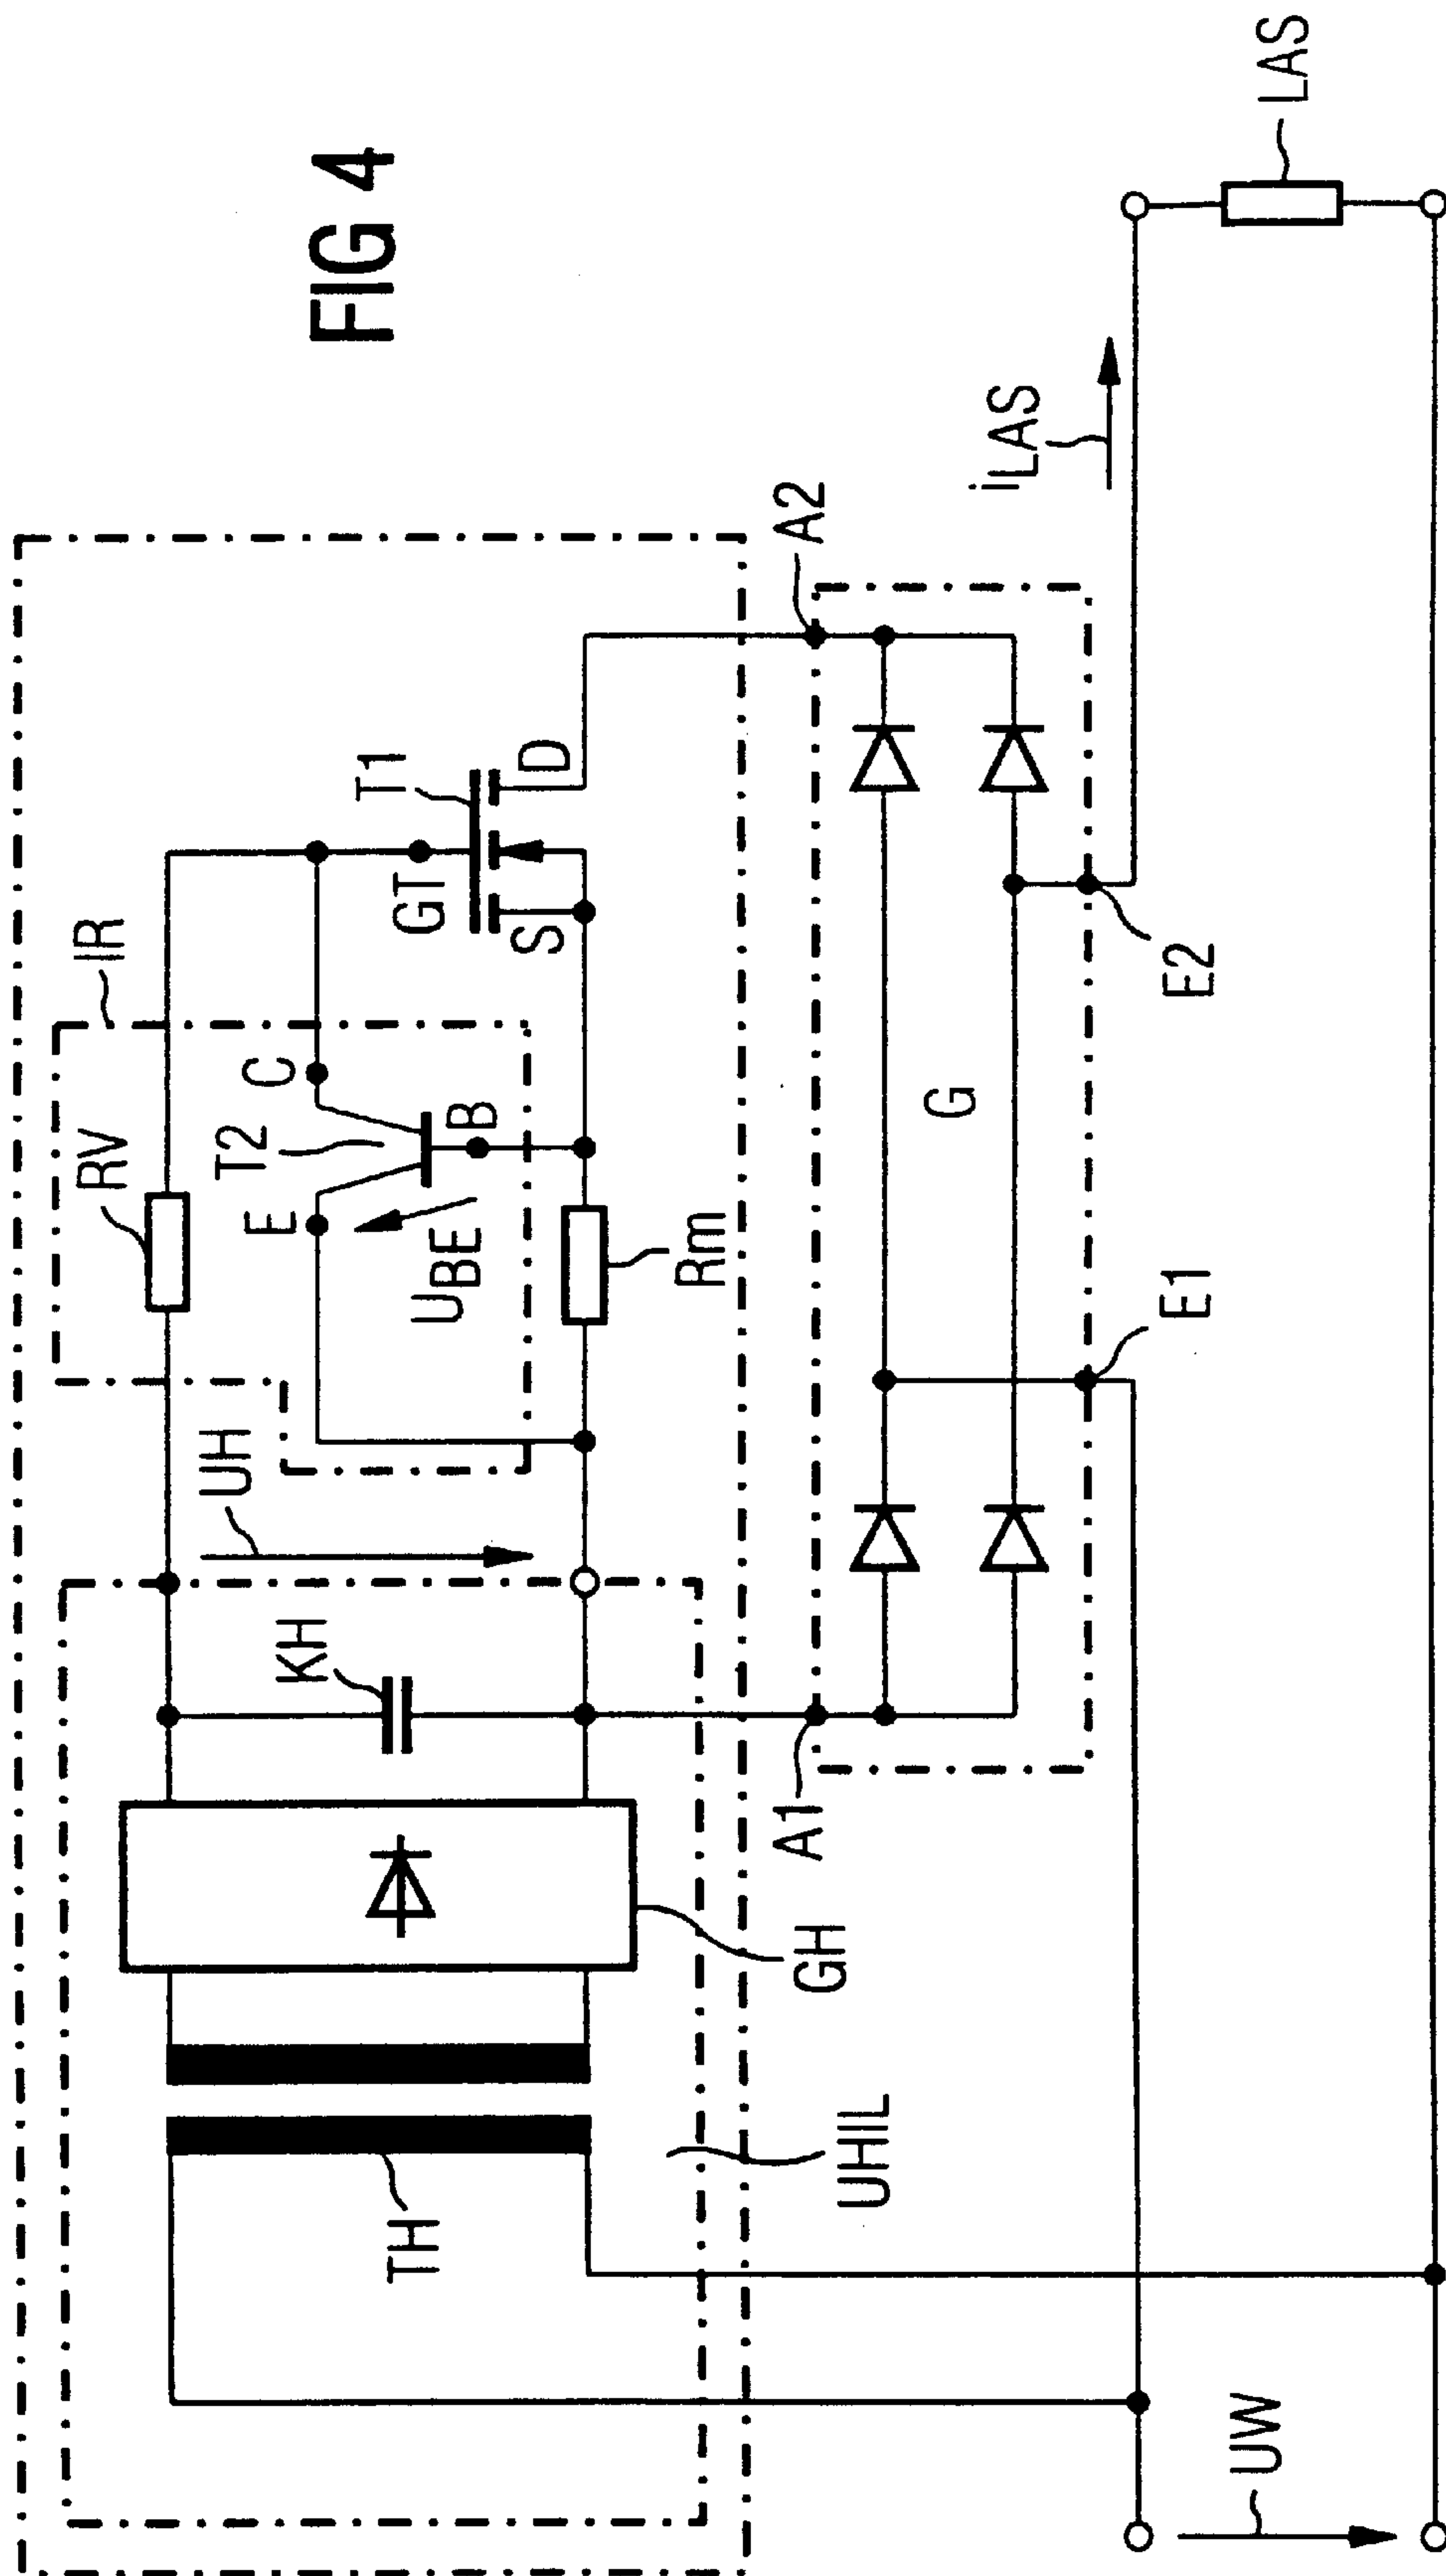 FIG 4
IR
RV
T1
T2
C
E
B
UBE
GT
S
D
UH
KH
Rm
TH
GH
UHIL
A1
A2
G
E1
E2
iLAS
LAS
UW